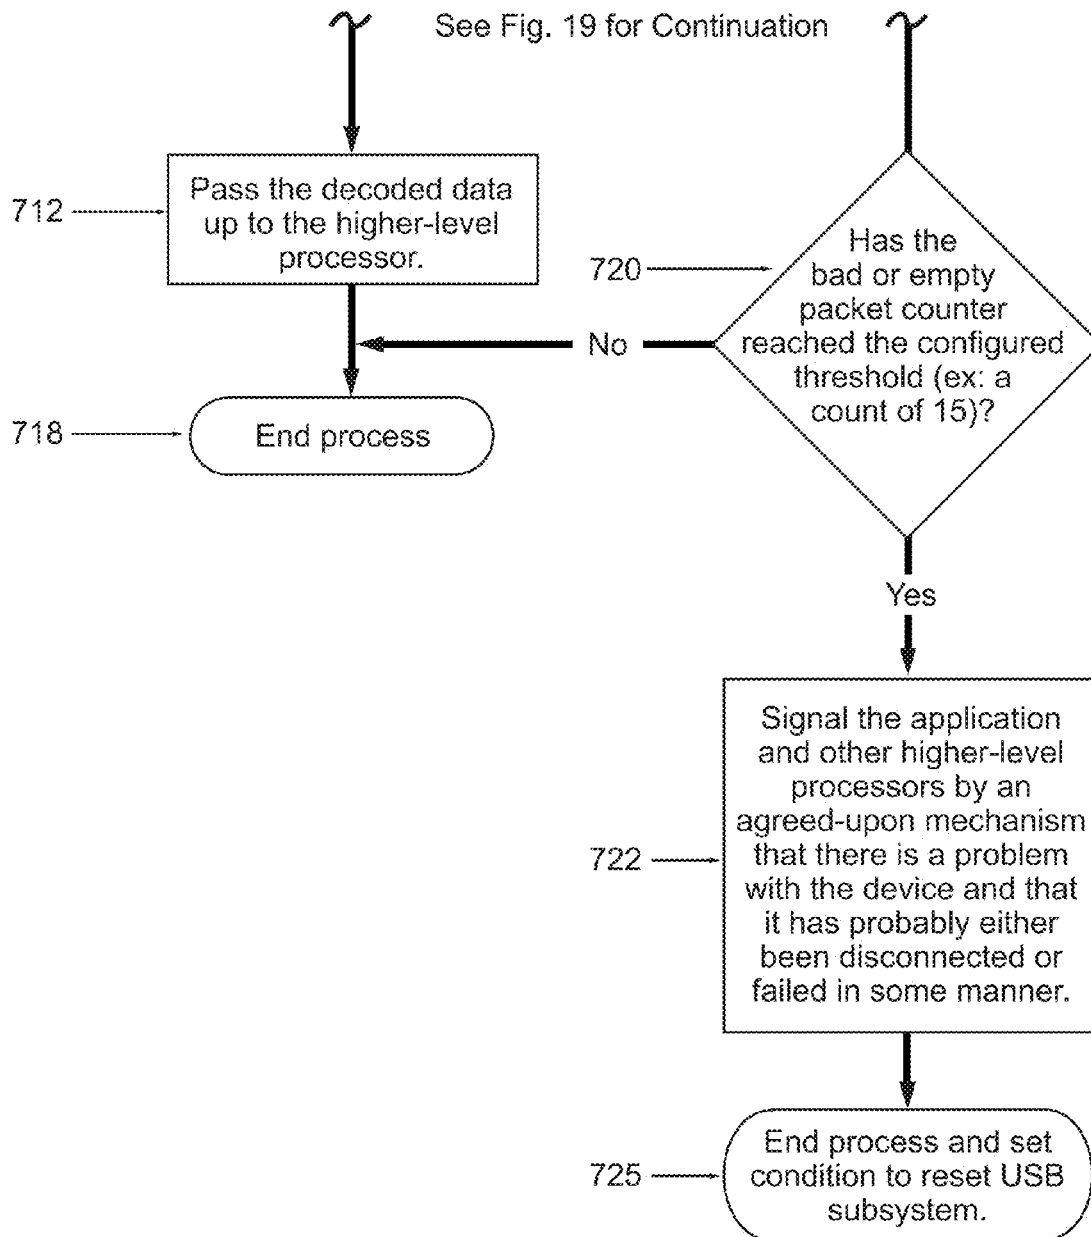 See Fig. 19 for Continuation
712
Pass the decoded data
up to the higher-level
processor.
720
Has the
bad or empty
packet counter
reached the configured
threshold (ex: a
count of 15)?
No
718
End process
Yes
722
Signal the application
and other higher-level
processors by an
agreed-upon mechanism
that there is a problem
with the device and that
it has probably either
been disconnected or
failed in some manner.
725
End process and set
condition to reset USB
subsystem.